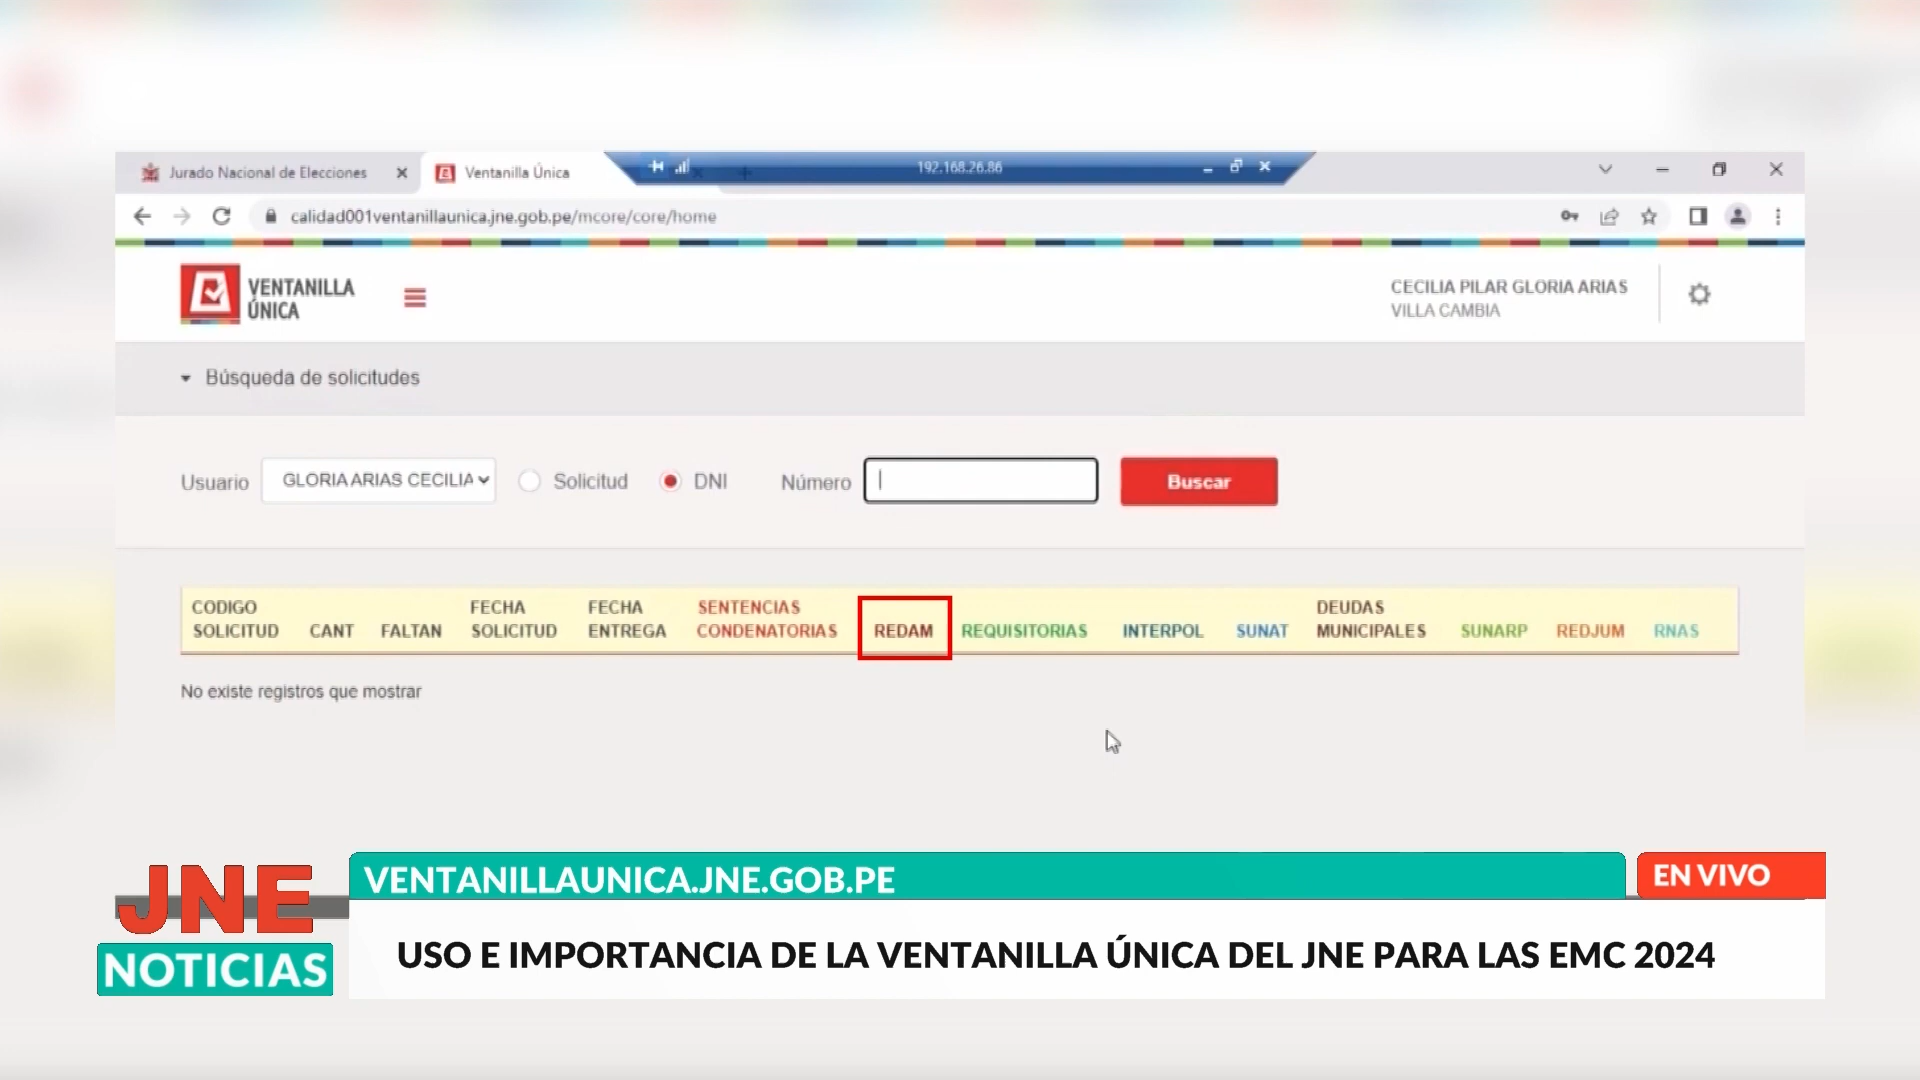 Jurado Nacional de Elecciones
Ventanilla Única
192.168.26.86
calidad001ventanillaunica.jne.gob.pe/mcore/core/home
VENTANILLA
ÚNICA
CECILIA PILAR GLORIA ARIAS
VILLA CAMBIA
Búsqueda de solicitudes
Usuario GLORIA ARIAS CECILIA Solicitud DNI Número Buscar
CODIGO SOLICITUD CANT FALTAN FECHA SOLICITUD FECHA ENTREGA SENTENCIAS CONDENATORIAS REDAM REQUISITORIAS INTERPOL SUNAT DEUDAS MUNICIPALES SUNARP REDJUM RNAS
No existe registros que mostrar
JNE
NOTICIAS
VENTANILLAUNICA.JNE.GOB.PE
EN VIVO
USO E IMPORTANCIA DE LA VENTANILLA ÚNICA DEL JNE PARA LAS EMC 2024